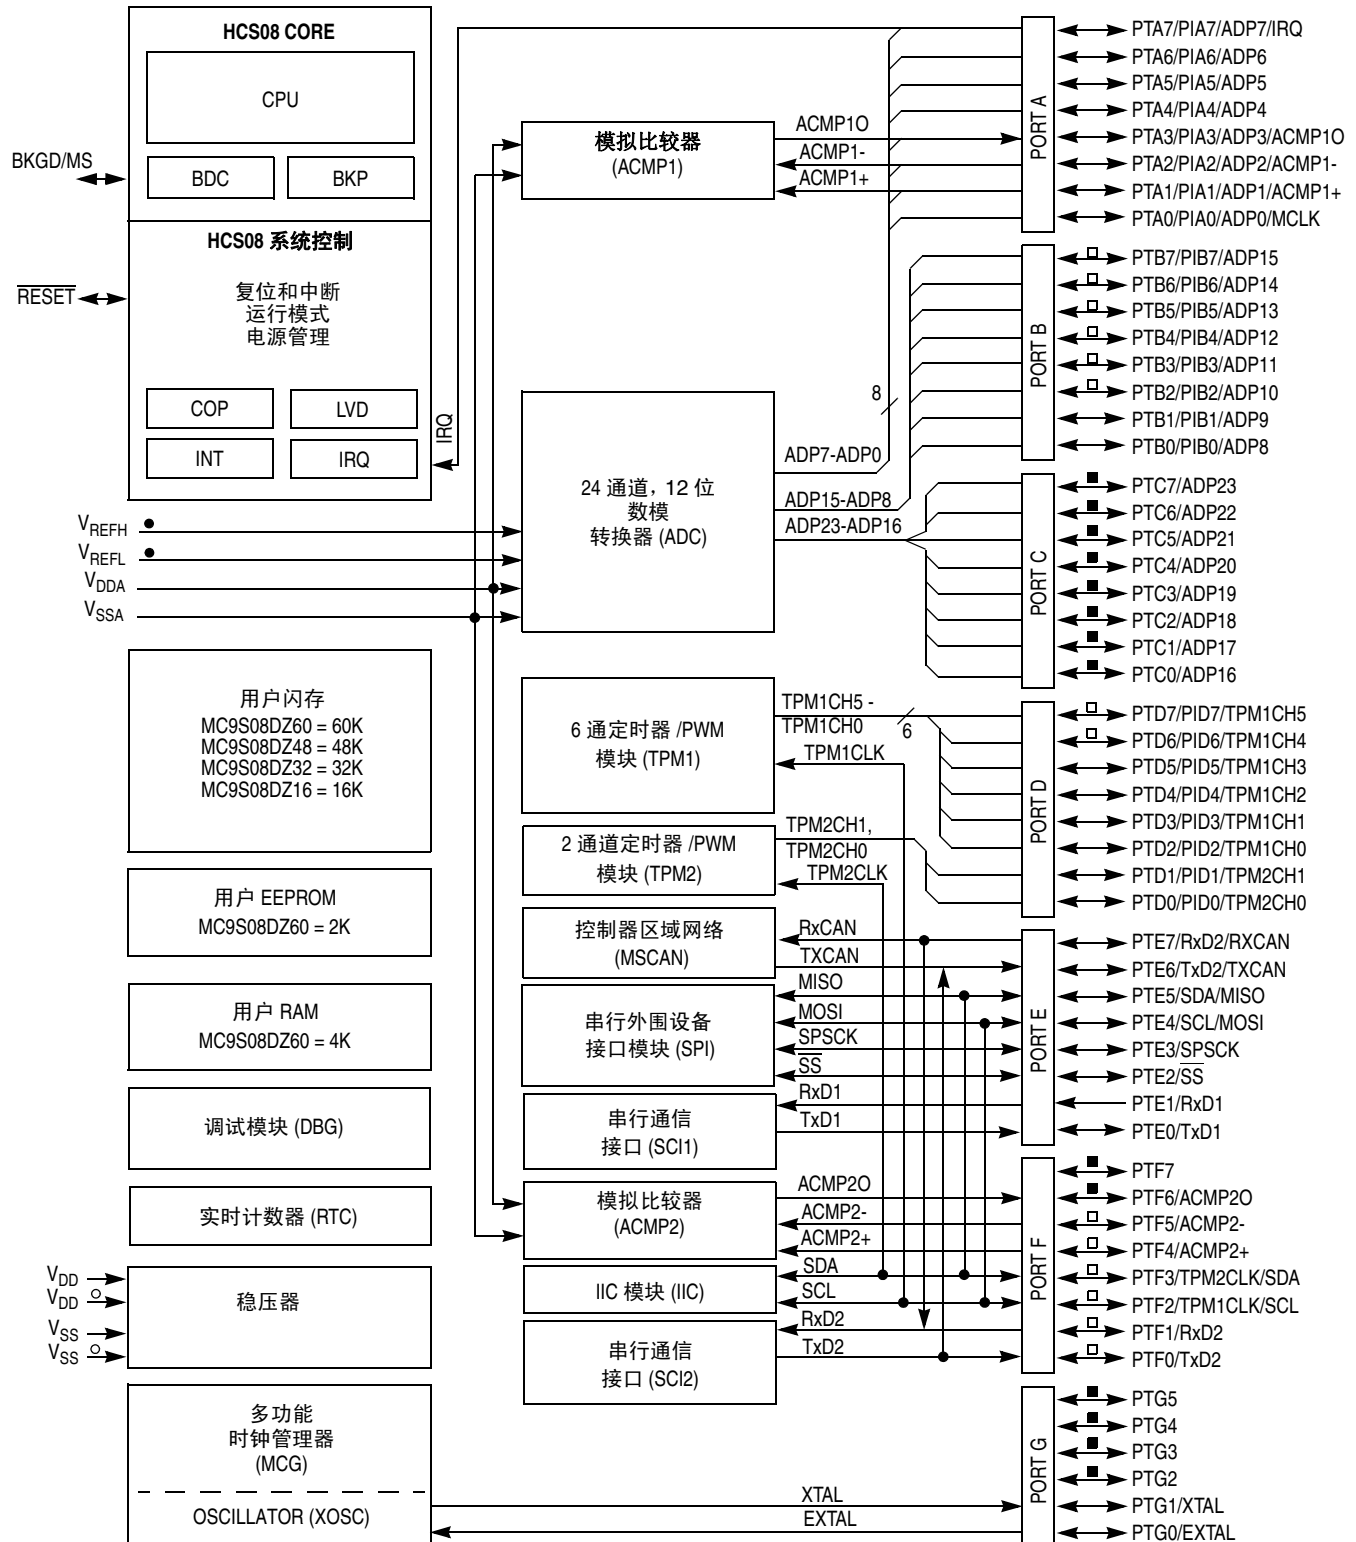 HCS08 CORE
CPU
BDC
BKP
BKGD/MS
HCS08 系统控制
复位和中断
运行模式
电源管理
RESET
COP
LVD
INT
IRQ
IRQ
VREFH
VREFL
VDDA
VSSA
用户闪存
MC9S08DZ60 = 60K
MC9S08DZ48 = 48K
MC9S08DZ32 = 32K
MC9S08DZ16 = 16K
用户 EEPROM
MC9S08DZ60 = 2K
用户 RAM
MC9S08DZ60 = 4K
调试模块 (DBG)
实时计数器 (RTC)
VDD
VDD
VSS
VSS
稳压器
多功能
时钟管理器
(MCG)
OSCILLATOR (XOSC)
模拟比较器
(ACMP1)
ACMP1O
ACMP1-
ACMP1+
24 通道, 12 位
数模
转换器 (ADC)
8
ADP7-ADP0
ADP15-ADP8
ADP23-ADP16
6 通定时器 /PWM
模块 (TPM1)
TPM1CH5 -
TPM1CH0
6
TPM1CLK
2 通道定时器 /PWM
模块 (TPM2)
TPM2CH1,
TPM2CH0
TPM2CLK
控制器区域网络
(MSCAN)
RxCAN
TXCAN
串行外围设备
接口模块 (SPI)
MISO
MOSI
SPSCK
SS
串行通信
接口 (SCI1)
RxD1
TxD1
模拟比较器
(ACMP2)
ACMP2O
ACMP2-
ACMP2+
IIC 模块 (IIC)
SDA
SCL
串行通信
接口 (SCI2)
RxD2
TxD2
XTAL
EXTAL
PORT A
PTA7/PIA7/ADP7/IRQ
PTA6/PIA6/ADP6
PTA5/PIA5/ADP5
PTA4/PIA4/ADP4
PTA3/PIA3/ADP3/ACMP1O
PTA2/PIA2/ADP2/ACMP1-
PTA1/PIA1/ADP1/ACMP1+
PTA0/PIA0/ADP0/MCLK
PORT B
PTB7/PIB7/ADP15
PTB6/PIB6/ADP14
PTB5/PIB5/ADP13
PTB4/PIB4/ADP12
PTB3/PIB3/ADP11
PTB2/PIB2/ADP10
PTB1/PIB1/ADP9
PTB0/PIB0/ADP8
PORT C
PTC7/ADP23
PTC6/ADP22
PTC5/ADP21
PTC4/ADP20
PTC3/ADP19
PTC2/ADP18
PTC1/ADP17
PTC0/ADP16
PORT D
PTD7/PID7/TPM1CH5
PTD6/PID6/TPM1CH4
PTD5/PID5/TPM1CH3
PTD4/PID4/TPM1CH2
PTD3/PID3/TPM1CH1
PTD2/PID2/TPM1CH0
PTD1/PID1/TPM2CH1
PTD0/PID0/TPM2CH0
PORT E
PTE7/RxD2/RXCAN
PTE6/TxD2/TXCAN
PTE5/SDA/MISO
PTE4/SCL/MOSI
PTE3/SPSCK
PTE2/SS
PTE1/RxD1
PTE0/TxD1
PORT F
PTF7
PTF6/ACMP2O
PTF5/ACMP2-
PTF4/ACMP2+
PTF3/TPM2CLK/SDA
PTF2/TPM1CLK/SCL
PTF1/RxD2
PTF0/TxD2
PORT G
PTG5
PTG4
PTG3
PTG2
PTG1/XTAL
PTG0/EXTAL